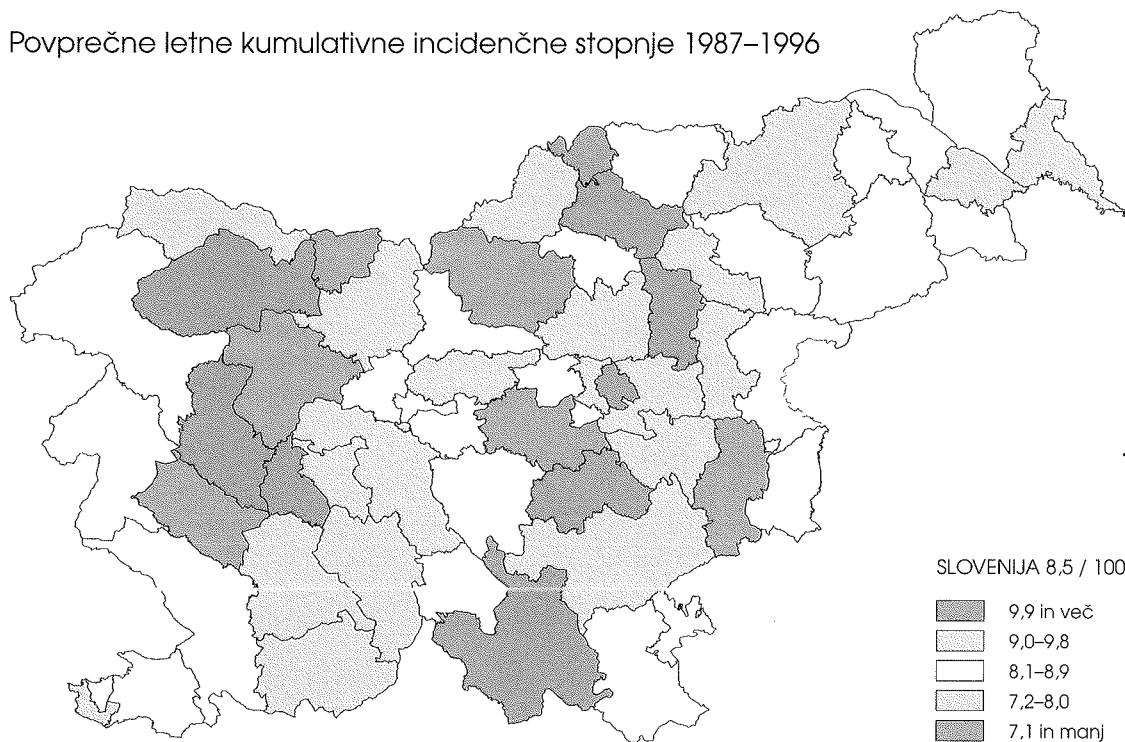 Povprečne letne kumulativne incidenčne stopnje 1987–1996
SLOVENIJA 8,5 / 100
9,9 in več
9,0–9,8
8,1–8,9
7,2–8,0
7,1 in manj